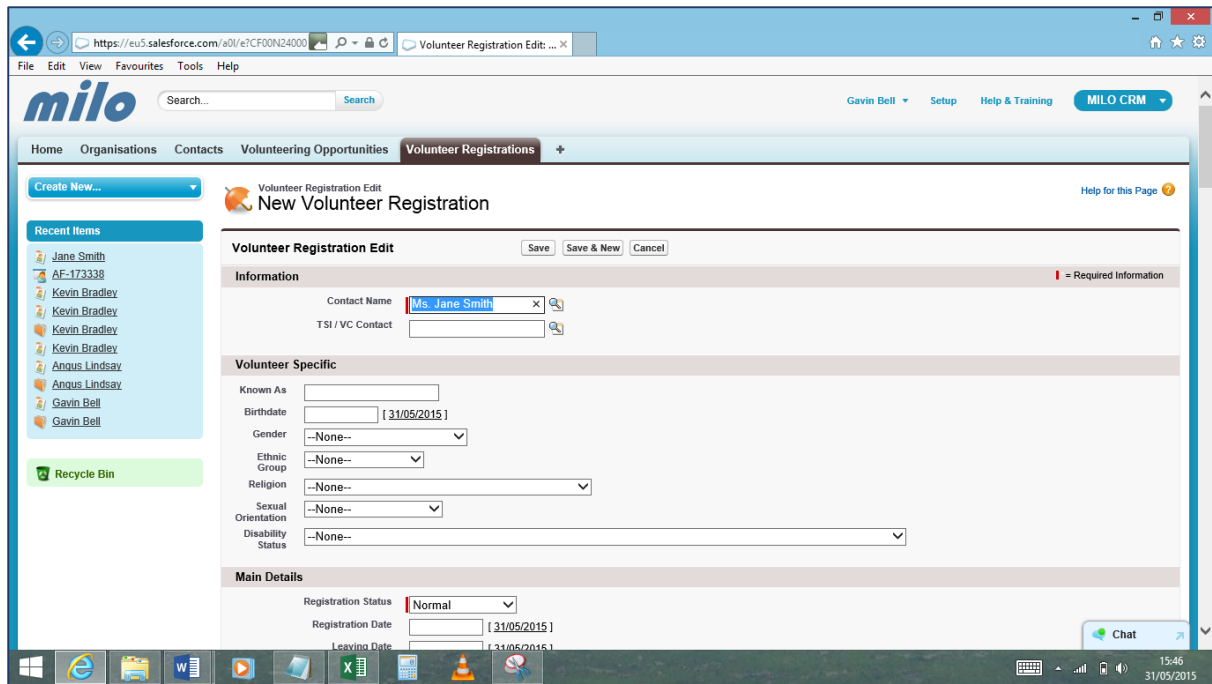 https://eu5.salesforce.com/a0I/e?CF00N24000
Volunteer Registration Edit: ...
File Edit View Favourites Tools Help
milo
Search...
Search
Gavin Bell
Setup
Help & Training
MILO CRM
Home Organisations Contacts Volunteering Opportunities Volunteer Registrations +
Create New...
Recent Items
Jane Smith
AF-173338
Kevin Bradley
Kevin Bradley
Kevin Bradley
Kevin Bradley
Angus Lindsay
Angus Lindsay
Gavin Bell
Gavin Bell
Recycle Bin
Volunteer Registration Edit
New Volunteer Registration
Help for this Page
Volunteer Registration Edit Save Save & New Cancel
Information = Required Information
Contact Name Ms. Jane Smith
TSI / VC Contact
Volunteer Specific
Known As
Birthdate [ 31/05/2015 ]
Gender --None--
Ethnic Group --None--
Religion --None--
Sexual Orientation --None--
Disability Status --None--
Main Details
Registration Status Normal
Registration Date [ 31/05/2015 ]
Leaving Date [ 31/05/2015 ]
Chat
15:46
31/05/2015